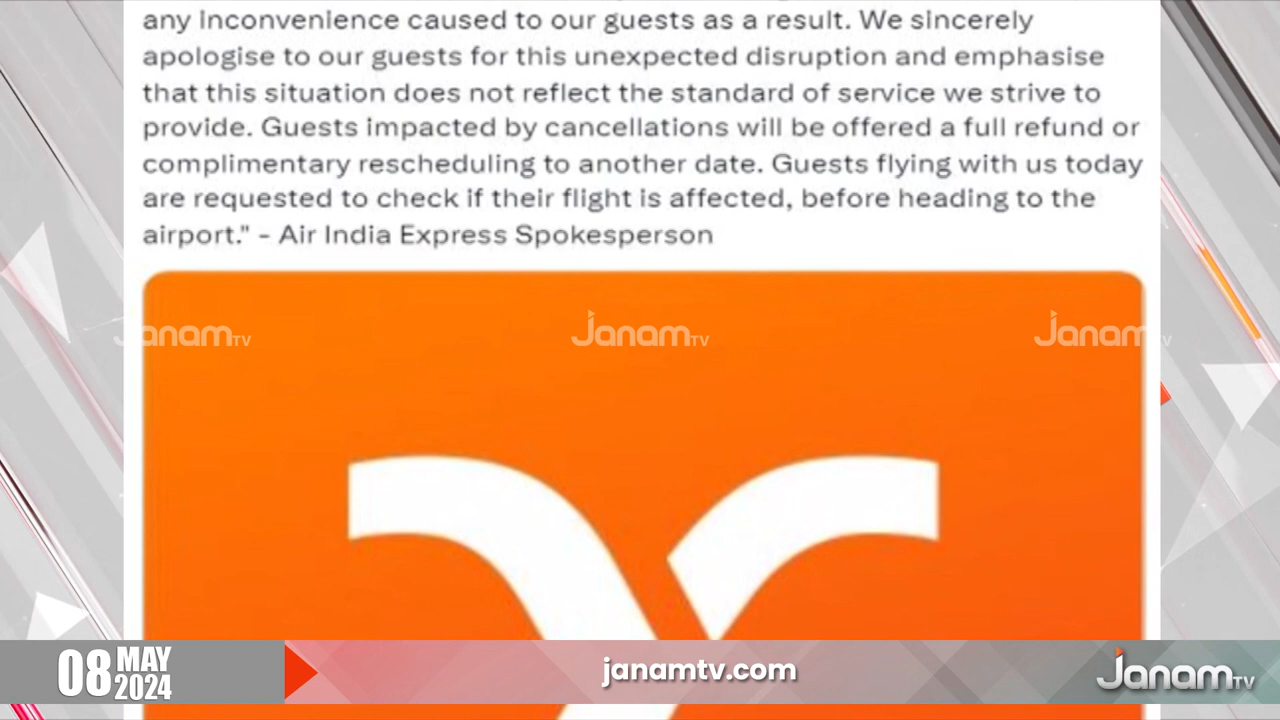 any inconvenience caused to our guests as a result. We sincerely
apologise to our guests for this unexpected disruption and emphasise
that this situation does not reflect the standard of service we strive to
provide. Guests impacted by cancellations will be offered a full refund or
complimentary rescheduling to another date. Guests flying with us today
are requested to check if their flight is affected, before heading to the
airport." - Air India Express Spokesperson
Janam TV Janam TV Janam TV
08 MAY 2024
janamtv.com
Janam TV